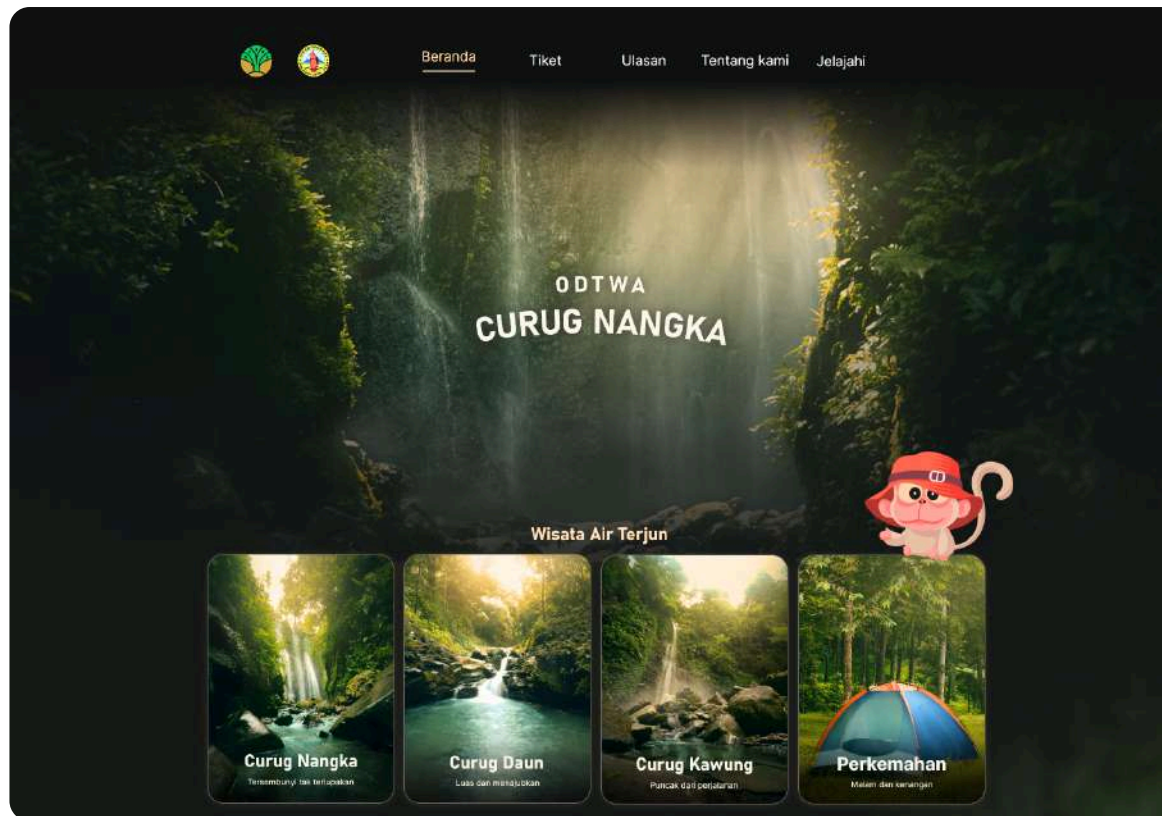 Beranda
Tiket
Ulasan
Tentang kami
Jelajahi
ODTWA
CURUG NANGKA
Wisata Air Terjun
Curug Nangka
Tersembunyi tak terlupakan
Curug Daun
Luas dan menajubkan
Curug Kawung
Puncak dari perjalanan
Perkemahan
Malam dan kenangan